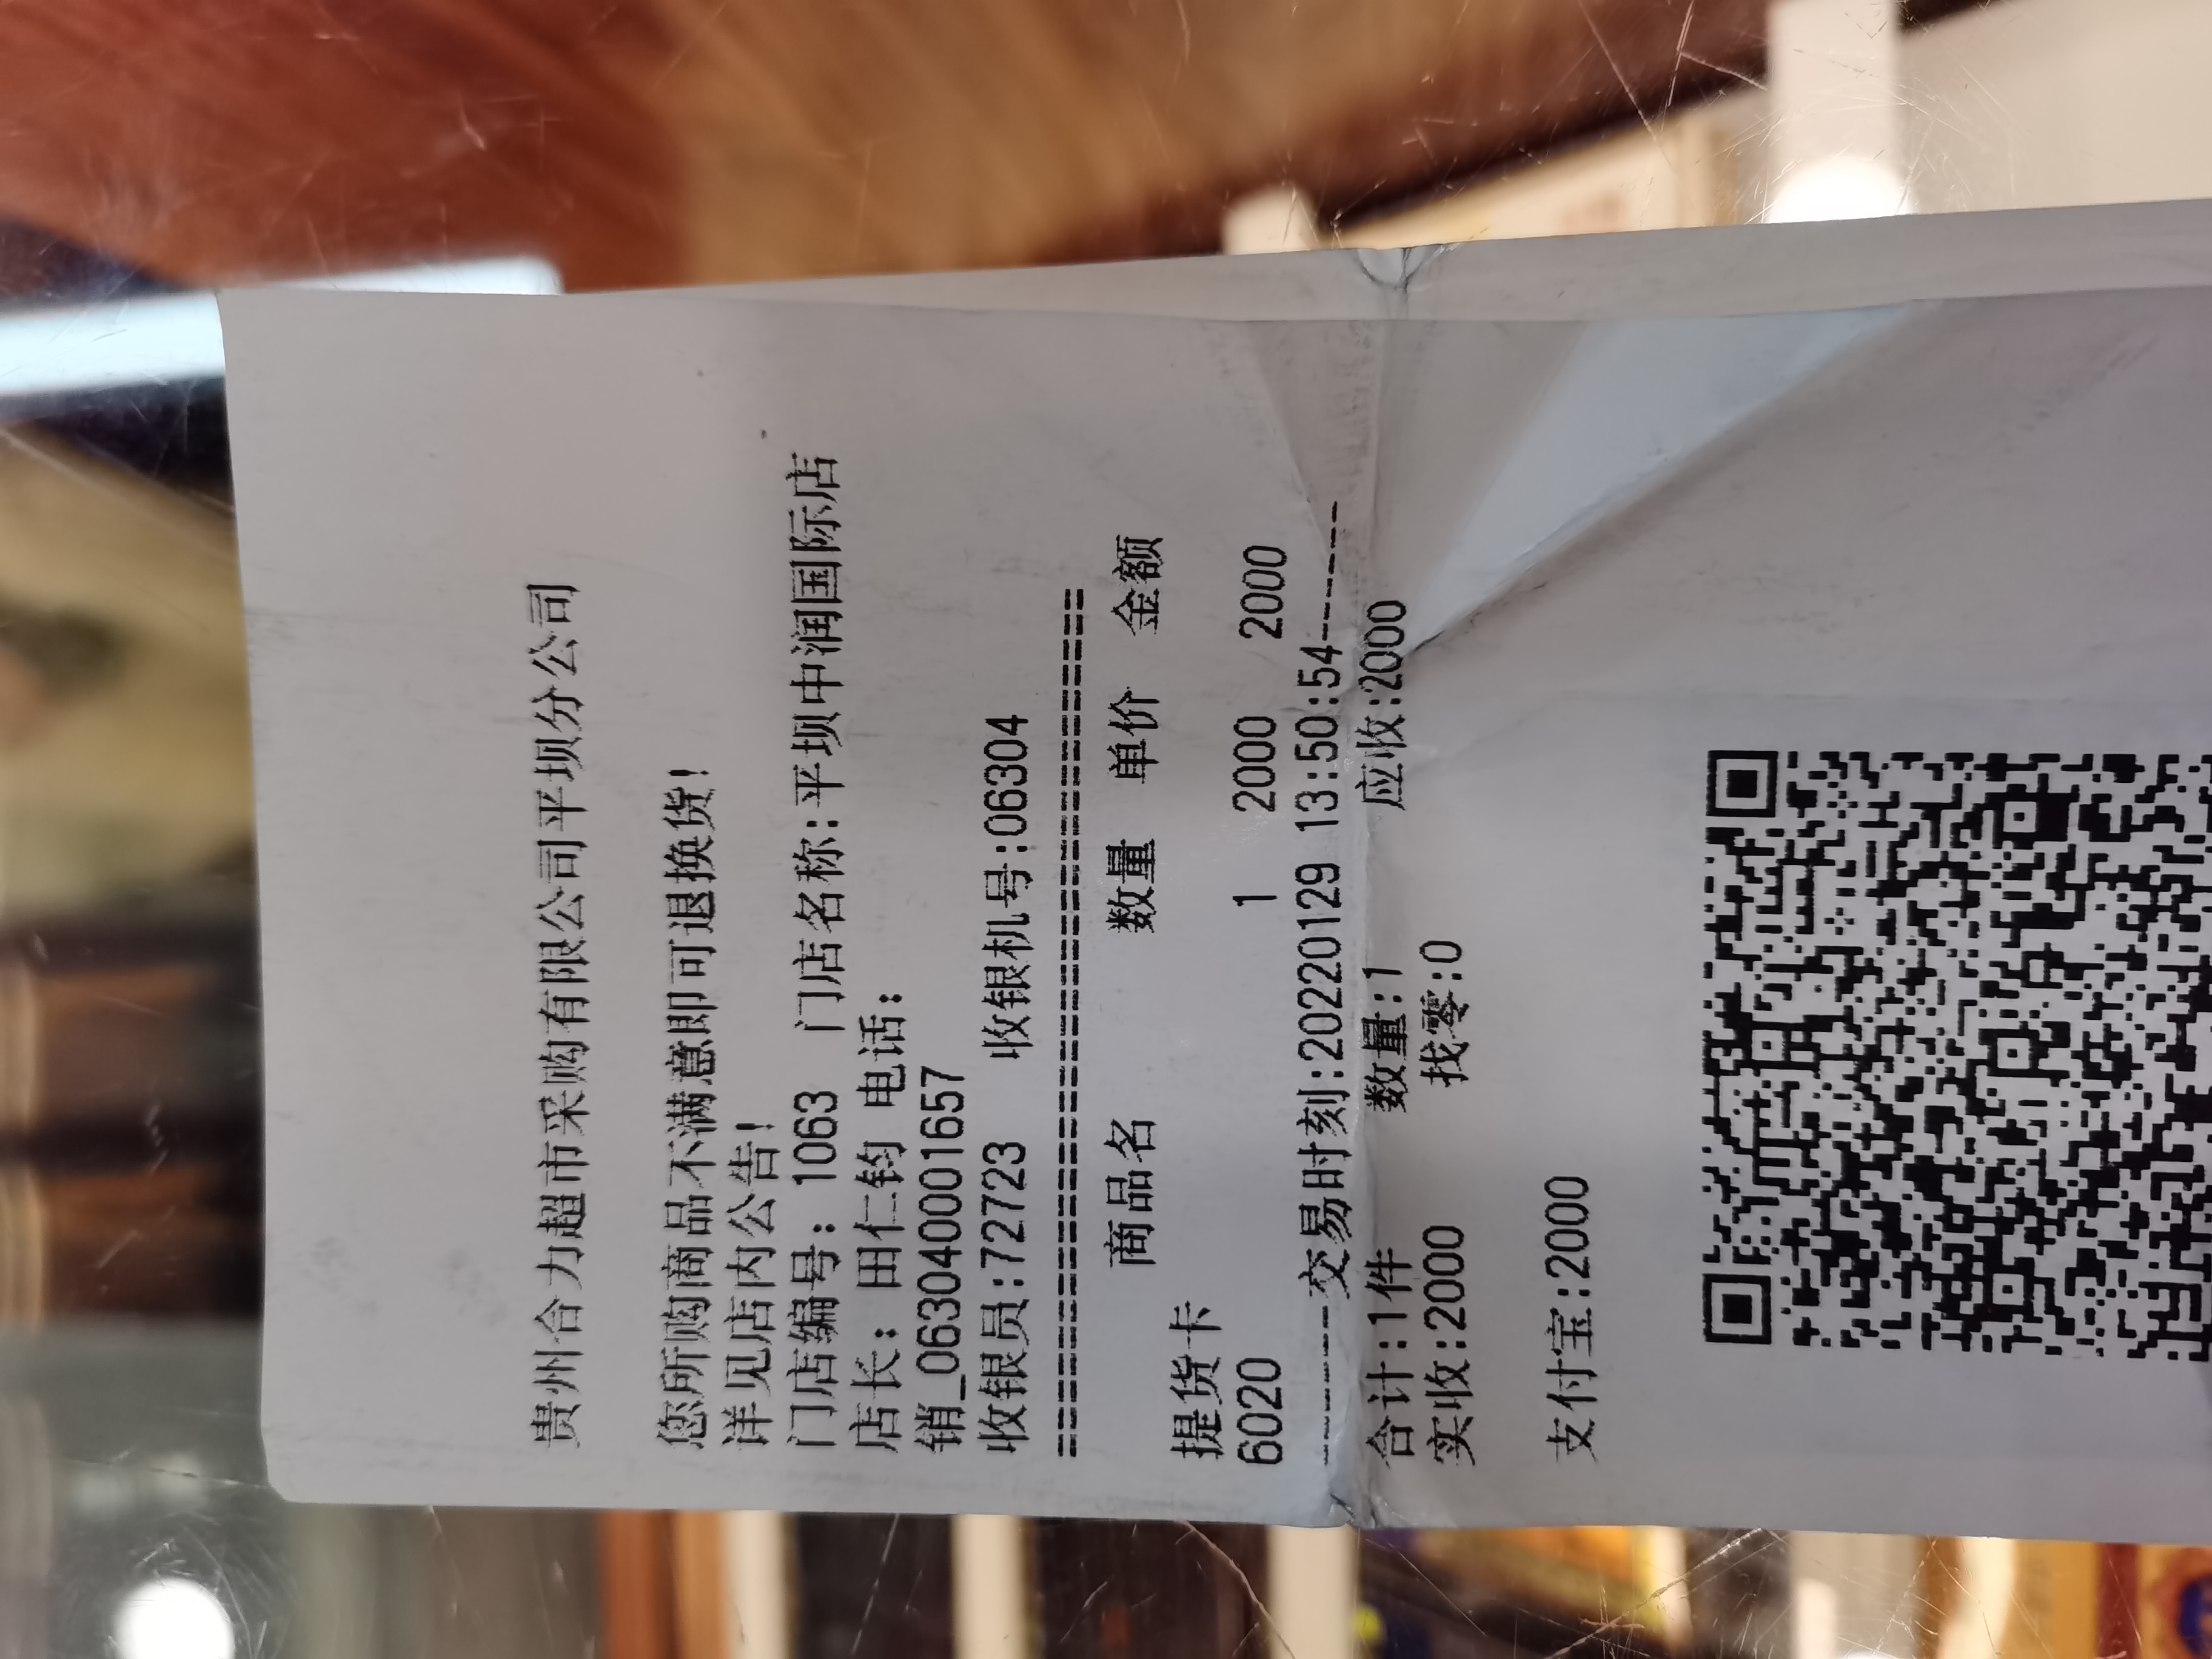 贵州合力超市采购有限公司平坝分公司
您所购商品不满意即可退换货!
详见店内公告!
门店编号: 1063 门店名称:平坝中润国际店
店长: 田仁钧 电话:
销_0630400001657
收银员:72723 收银机号:06304
========================================
商品名 数量 单价 金额
提货卡
6020 1 2000 2000
------交易时刻:20220129 13:50:54------
合计:1件 数量:1 应收:2000
实收:2000 找零:0
支付宝:2000